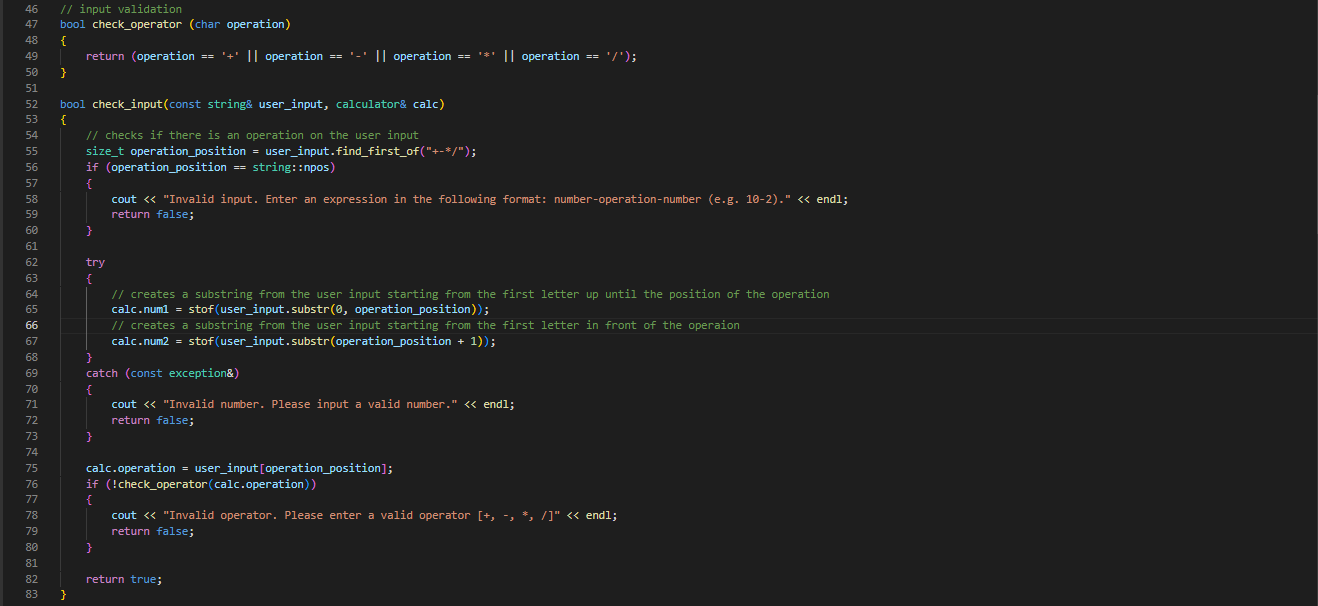 46 // input validation
47 bool check_operator (char operation)
48 {
49 return (operation == '+' || operation == '-' || operation == '*' || operation == '/');
50 }
51
52 bool check_input(const string& user_input, calculator& calc)
53 {
54 // checks if there is an operation on the user input
55 size_t operation_position = user_input.find_first_of("+-*/");
56 if (operation_position == string::npos)
57 {
58 cout << "Invalid input. Enter an expression in the following format: number-operation-number (e.g. 10-2)." << endl;
59 return false;
60 }
61
62 try
63 {
64 // creates a substring from the user input starting from the first letter up until the position of the operation
65 calc.num1 = stof(user_input.substr(0, operation_position));
66 // creates a substring from the user input starting from the first letter in front of the operaion
67 calc.num2 = stof(user_input.substr(operation_position + 1));
68 }
69 catch (const exception&)
70 {
71 cout << "Invalid number. Please input a valid number." << endl;
72 return false;
73 }
74
75 calc.operation = user_input[operation_position];
76 if (!check_operator(calc.operation))
77 {
78 cout << "Invalid operator. Please enter a valid operator [+, -, *, /]" << endl;
79 return false;
80 }
81
82 return true;
83 }